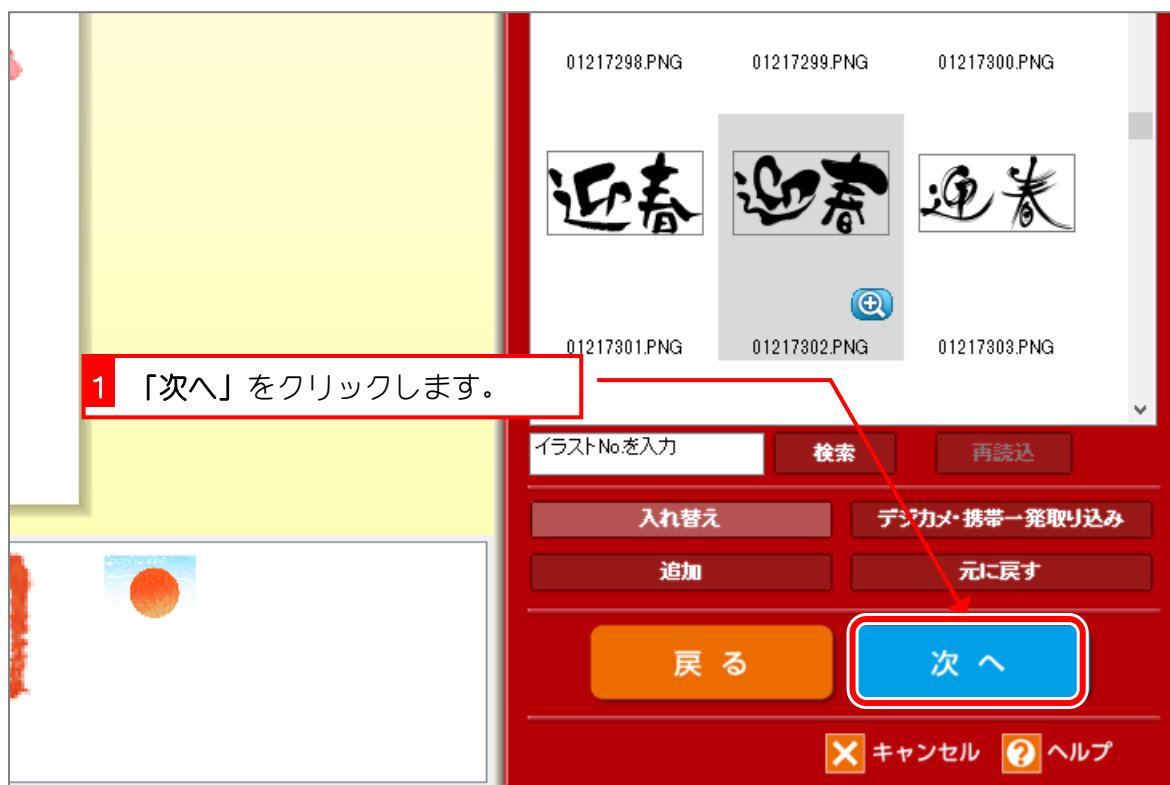 01217298.PNG 01217299.PNG 01217300.PNG
迎春 迎春 迎春
01217301.PNG 01217302.PNG 01217303.PNG
1 「次へ」をクリックします。
イラストNo.を入力 検索 再読込
入れ替え デジカメ・携帯一発取り込み
追加 元に戻す
戻る 次へ
キャンセル ? ヘルプ